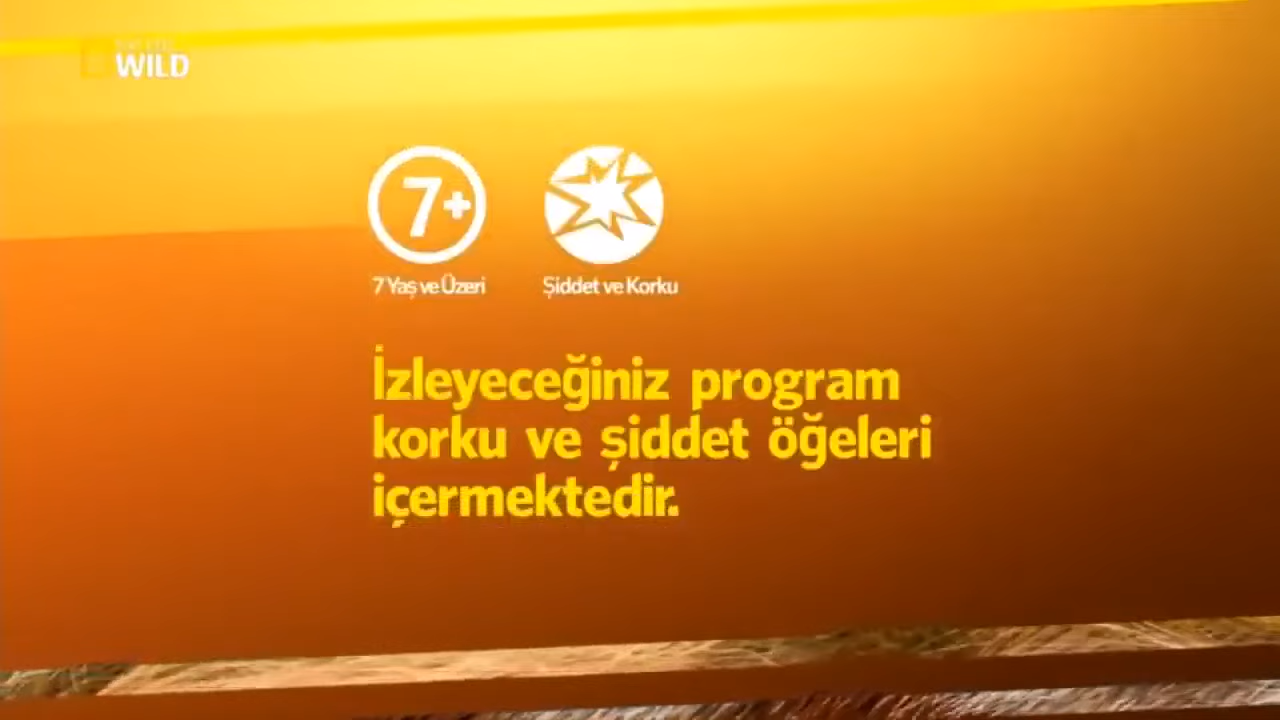 WILD
7+
7 Yaş ve Üzeri
Şiddet ve Korku
İzleyeceğiniz program
korku ve şiddet öğeleri
içermektedir.